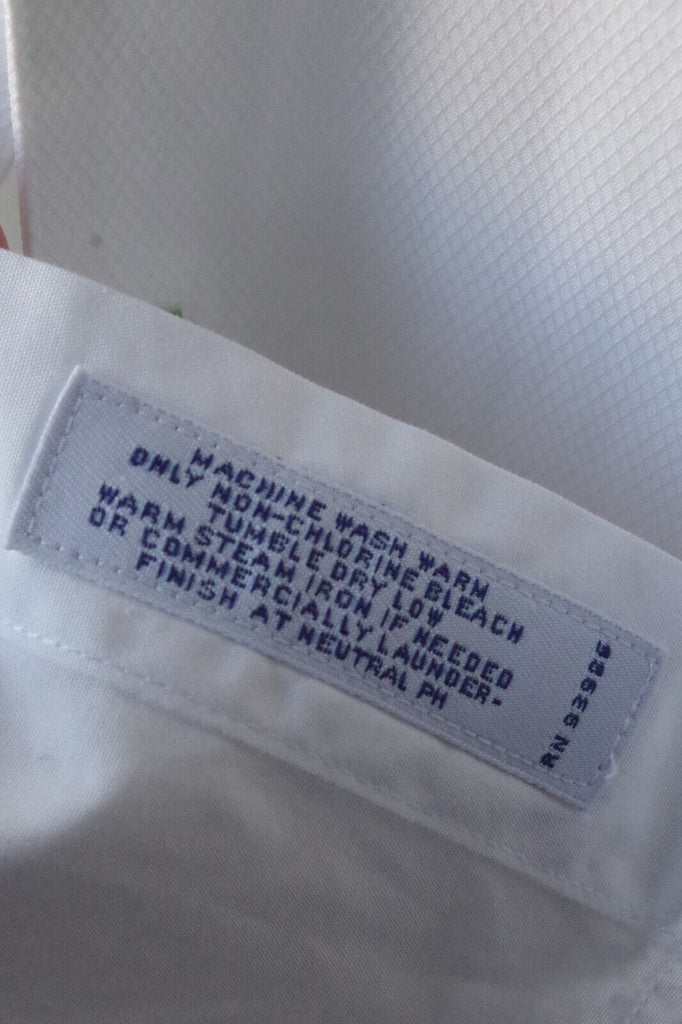 MACHINE WASH WARM
ONLY NON-CHLORINE BLEACH
TUMBLE DRY LOW
WARM STEAM IRON IF NEEDED
OR COMMERCIALLY LAUNDER-
FINISH AT NEUTRAL PH
RN